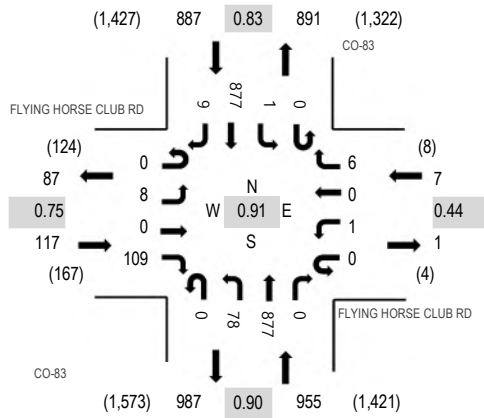 (1,427) 887 0.83 891 (1,322)
CO-83
9 877 1 0
FLYING HORSE CLUB RD
(124) 0 6 (8)
87 8 0 7
N
0.75 W 0.91 E 0.44
S
117 0 1 1
(167) 109 0 (4)
0 78 877 0
FLYING HORSE CLUB RD
CO-83
(1,573) 987 0.90 955 (1,421)